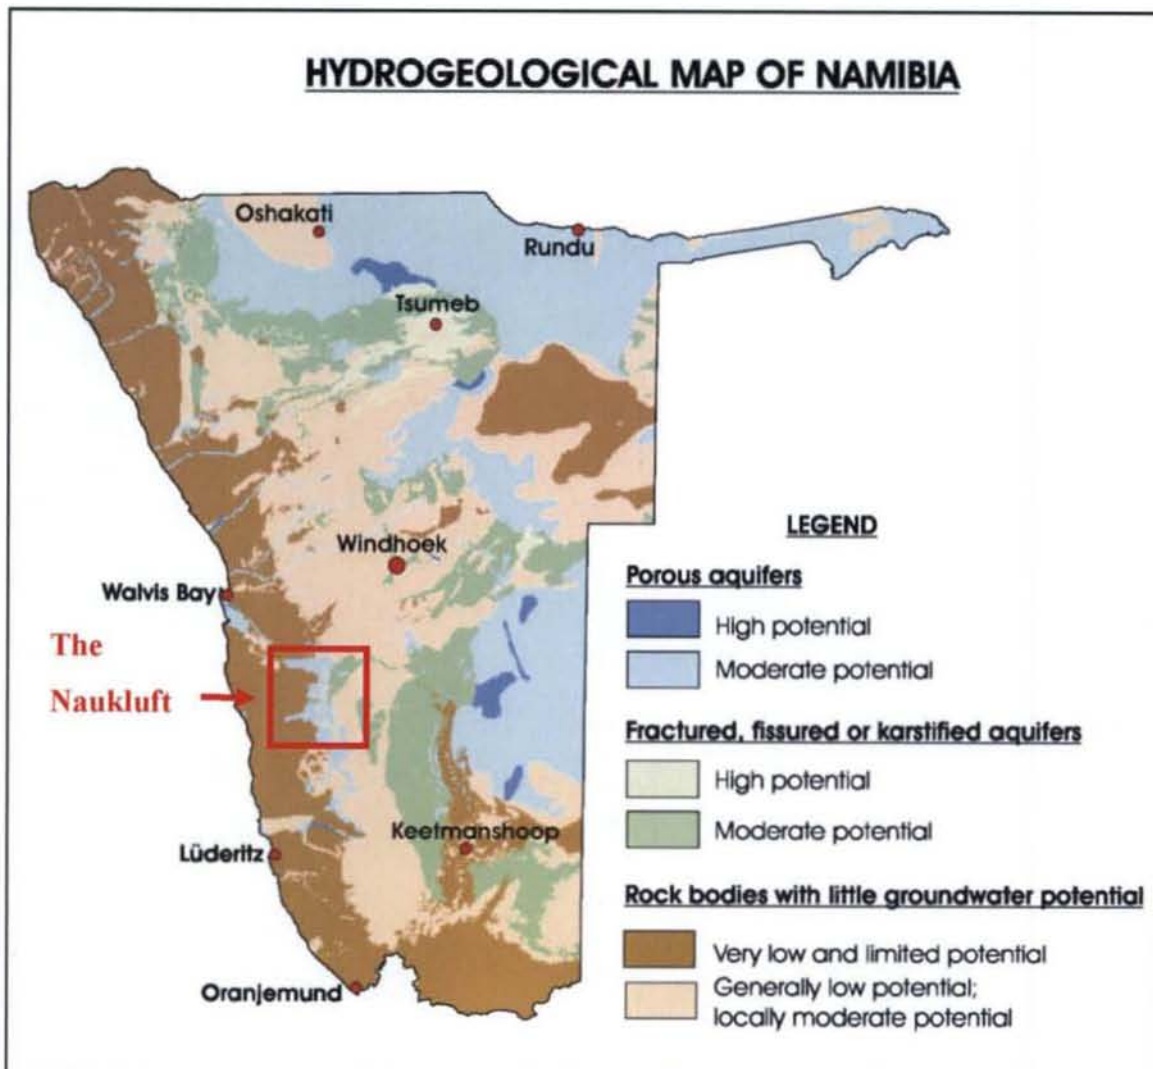 HYDROGEOLOGICAL MAP OF NAMIBIA
Oshakati
Rundu
Tsumeb
Windhoek
Walvis Bay
The
Naukluft
Keetmanshoop
Lüderitz
Oranjemund
LEGEND
Porous aquifers
High potential
Moderate potential
Fractured, fissured or karstified aquifers
High potential
Moderate potential
Rock bodies with little groundwater potential
Very low and limited potential
Generally low potential;
locally moderate potential